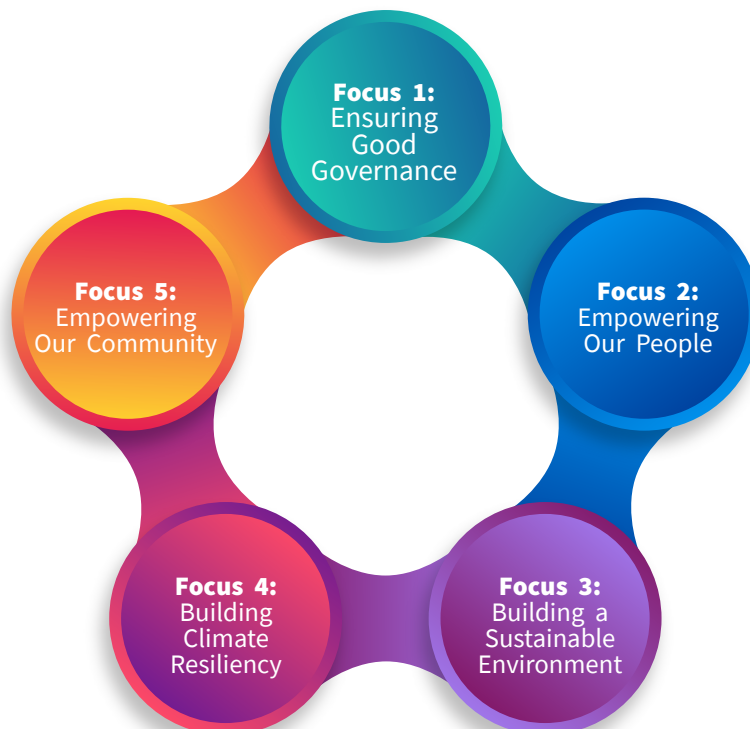 Focus 1:
Ensuring
Good
Governance
Focus 2:
Empowering
Our People
Focus 3:
Building a
Sustainable
Environment
Focus 4:
Building
Climate
Resiliency
Focus 5:
Empowering
Our Community